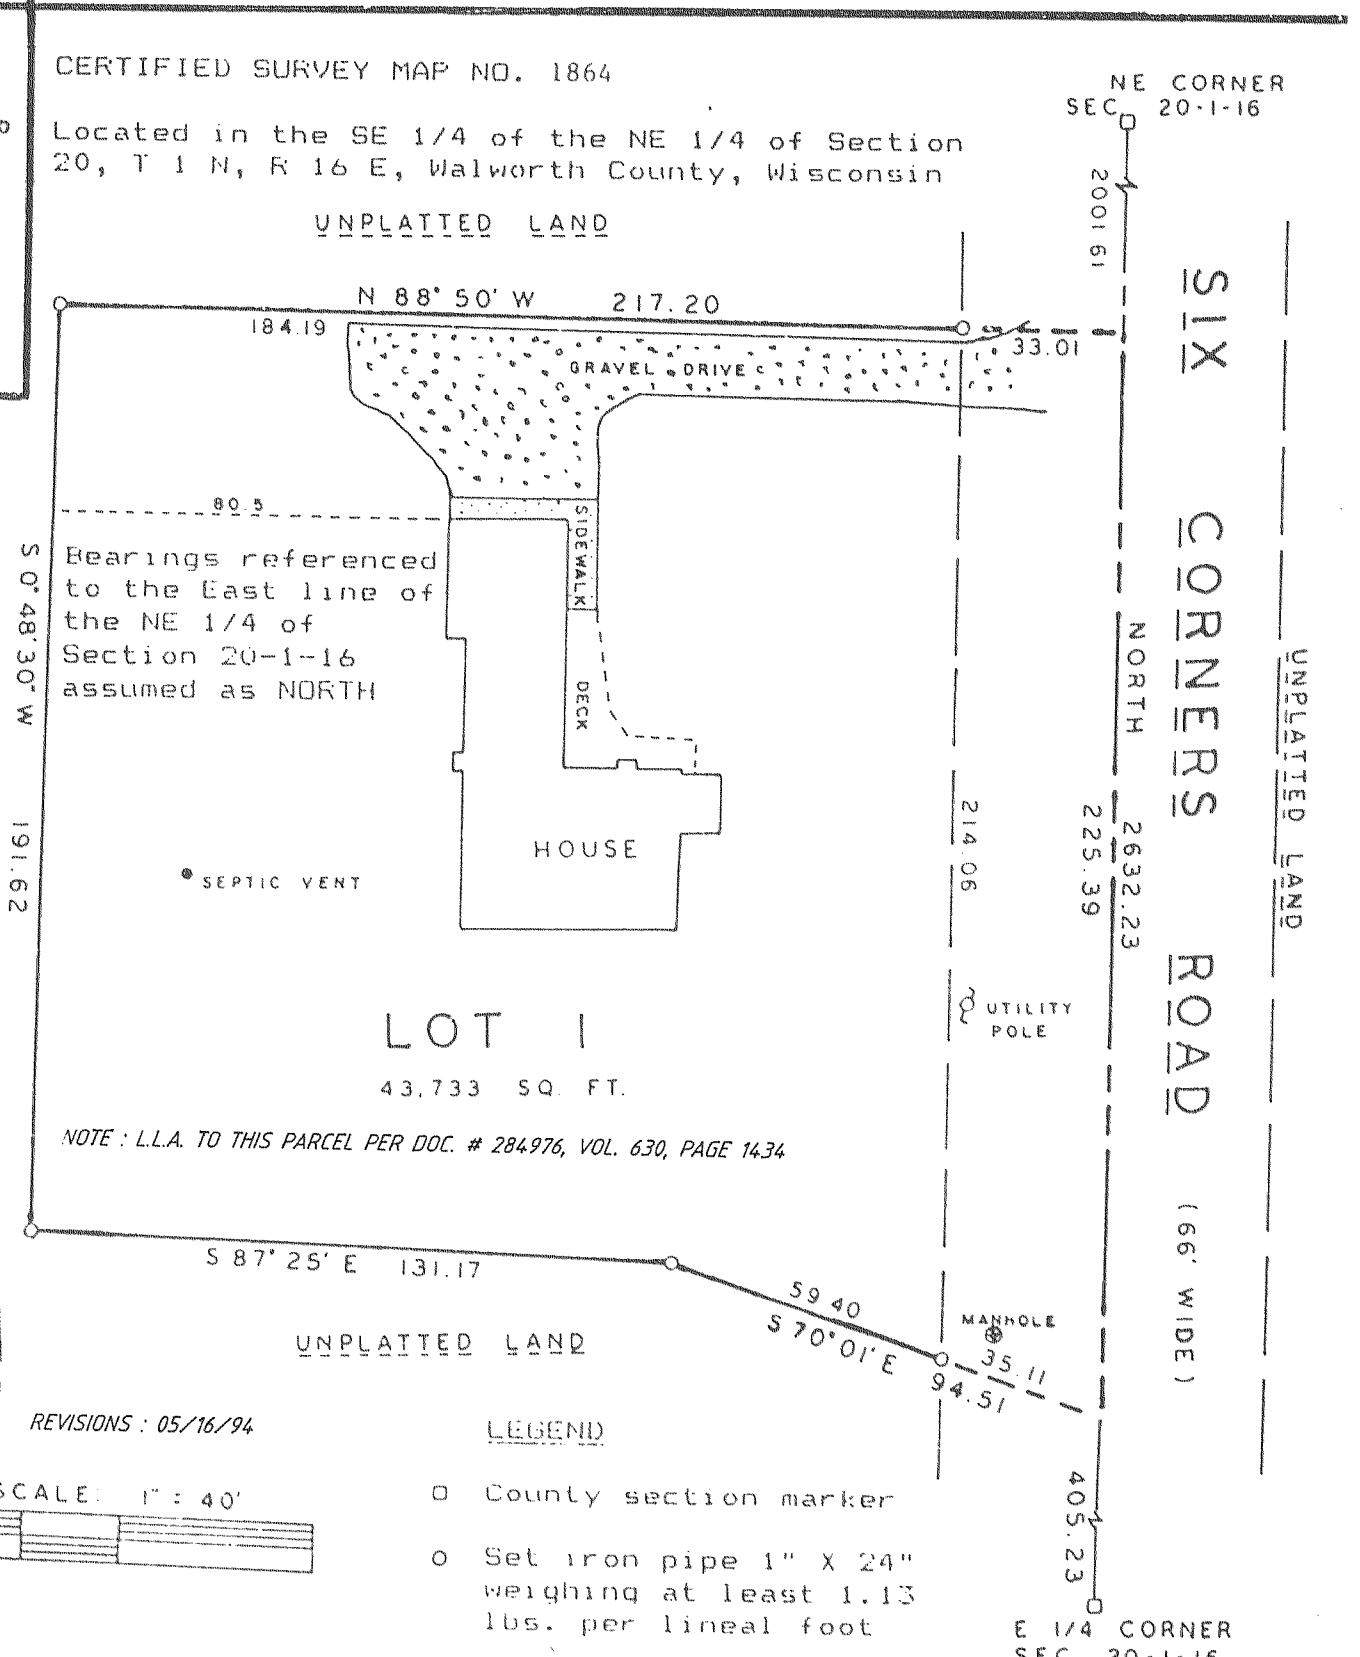 CERTIFIED SURVEY MAP NO. 1864
NE CORNER
SEC. 20-1-16
Located in the SE 1/4 of the NE 1/4 of Section
20, T 1 N, R 16 E, Walworth County, Wisconsin
UNPLATTED LAND
2001.61
N 88° 50' W 217.20
184.19
33.01
GRAVEL DRIVE
SIX CORNERS ROAD (66' WIDE)
80.5
SIDEWALK
Bearings referenced
to the East line of
the NE 1/4 of
Section 20-1-16
assumed as NORTH
S 0° 48' 30" W 191.62
DECK
NORTH 2632.23
225.39
214.06
UNPLATTED LAND
HOUSE
SEPTIC VENT
UTILITY
POLE
LOT 1
43,733 SQ. FT.
NOTE : L.L.A. TO THIS PARCEL PER DOC. # 284976, VOL. 630, PAGE 1434
S 87° 25' E 131.17
59.40
S 70° 01' E
94.51
MANHOLE
35.11
UNPLATTED LAND
REVISIONS : 05/16/94
LEGEND
SCALE: 1" : 40'
County section marker
405.23
Set iron pipe 1" X 24"
weighing at least 1.13
lbs. per lineal foot
E 1/4 CORNER
SEC. 20-1-16